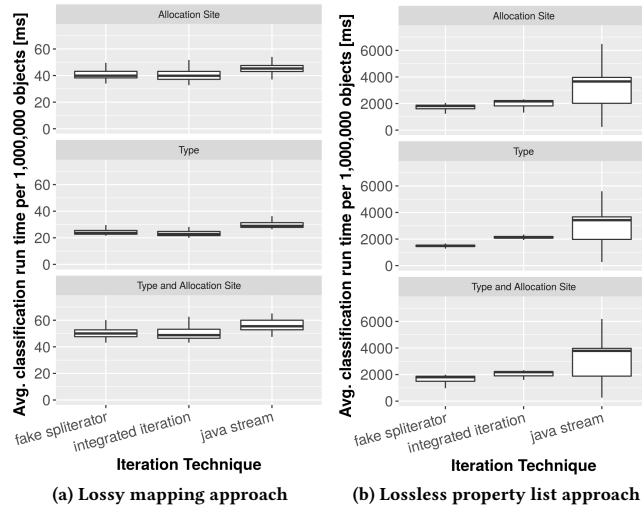 Avg. classification run time per 1,000,000 objects [ms]
Allocation Site
60
40
20
0
Type
60
40
20
0
Type and Allocation Site
60
40
20
0
fake spliterator
integrated iteration
java stream
Iteration Technique
(a) Lossy mapping approach
Avg. classification run time per 1,000,000 objects [ms]
Allocation Site
6000
4000
2000
0
Type
6000
4000
2000
0
Type and Allocation Site
6000
4000
2000
0
fake spliterator
integrated iteration
java stream
Iteration Technique
(b) Lossless property list approach